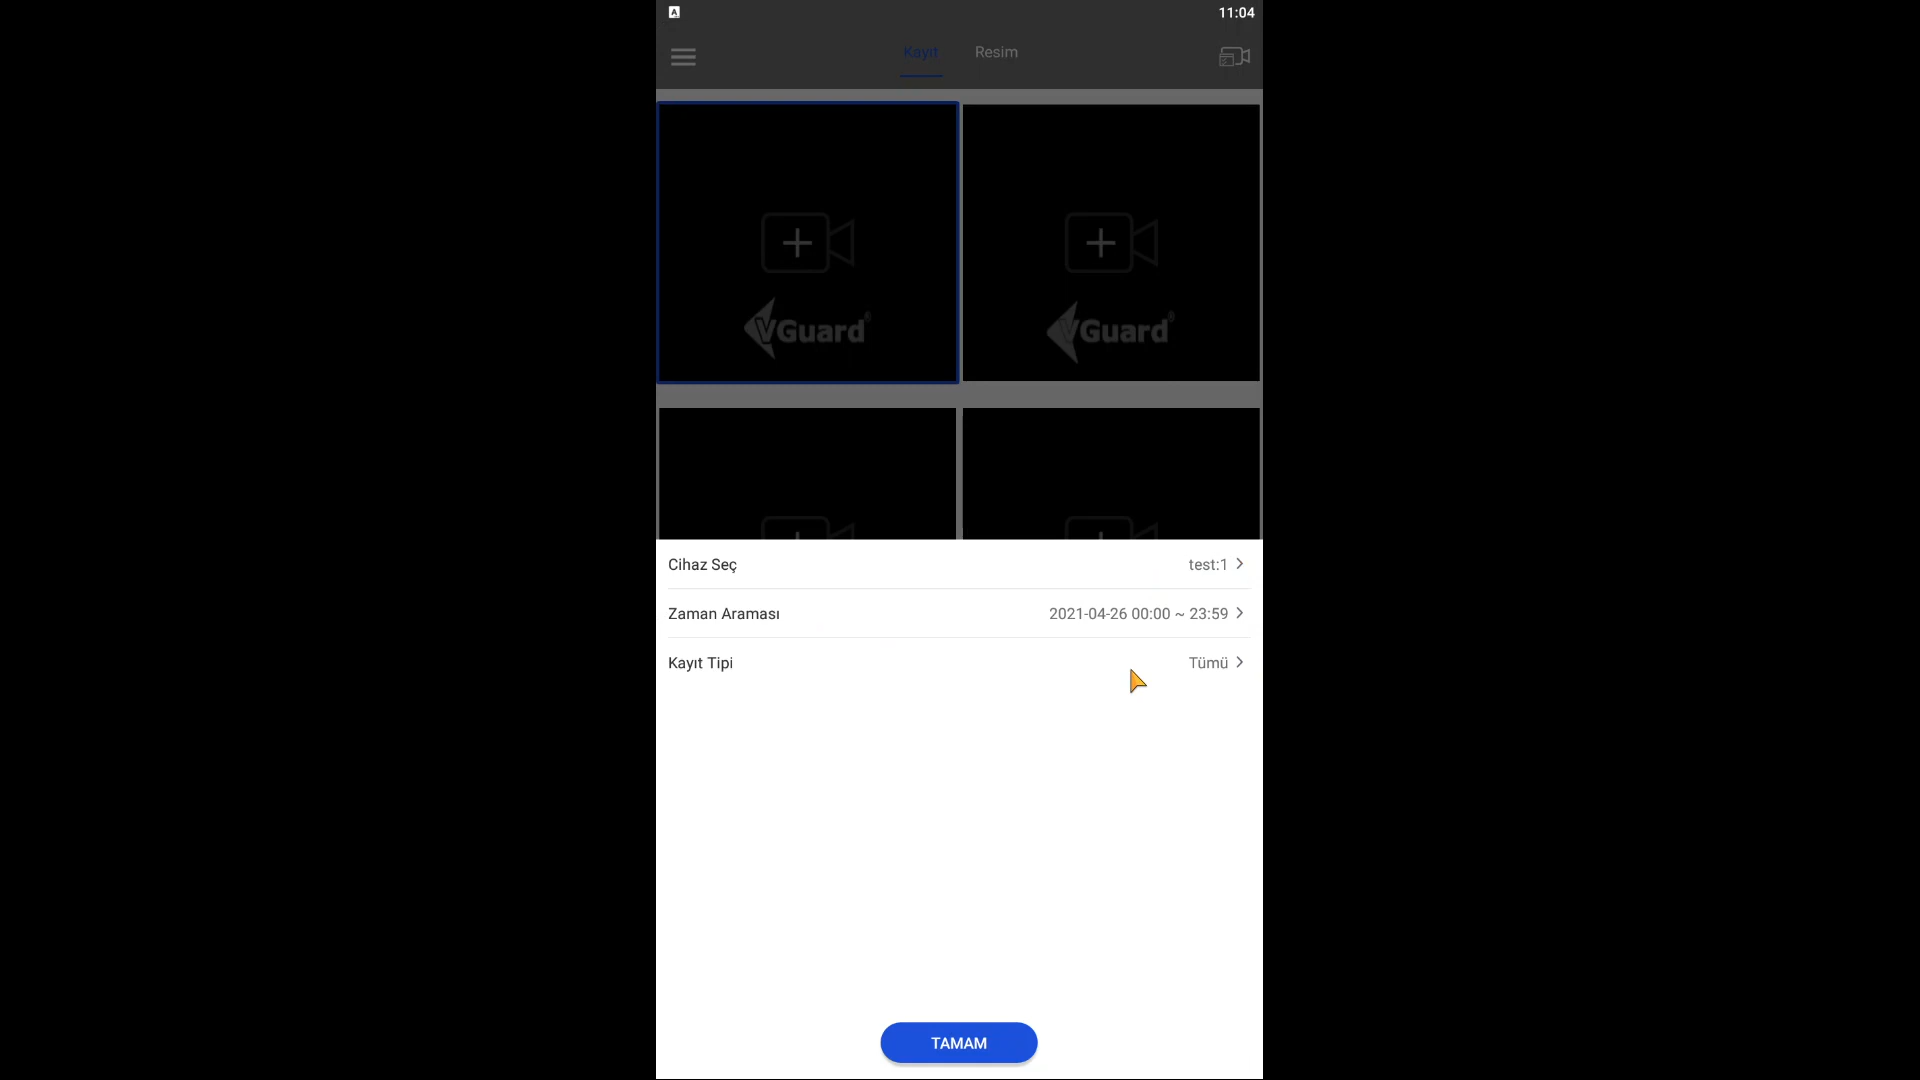 A
11:04
Kayıt
Resim
VGuard®
VGuard®
Cihaz Seç
test:1
Zaman Araması
2021-04-26 00:00 ~ 23:59
Kayıt Tipi
Tümü
TAMAM